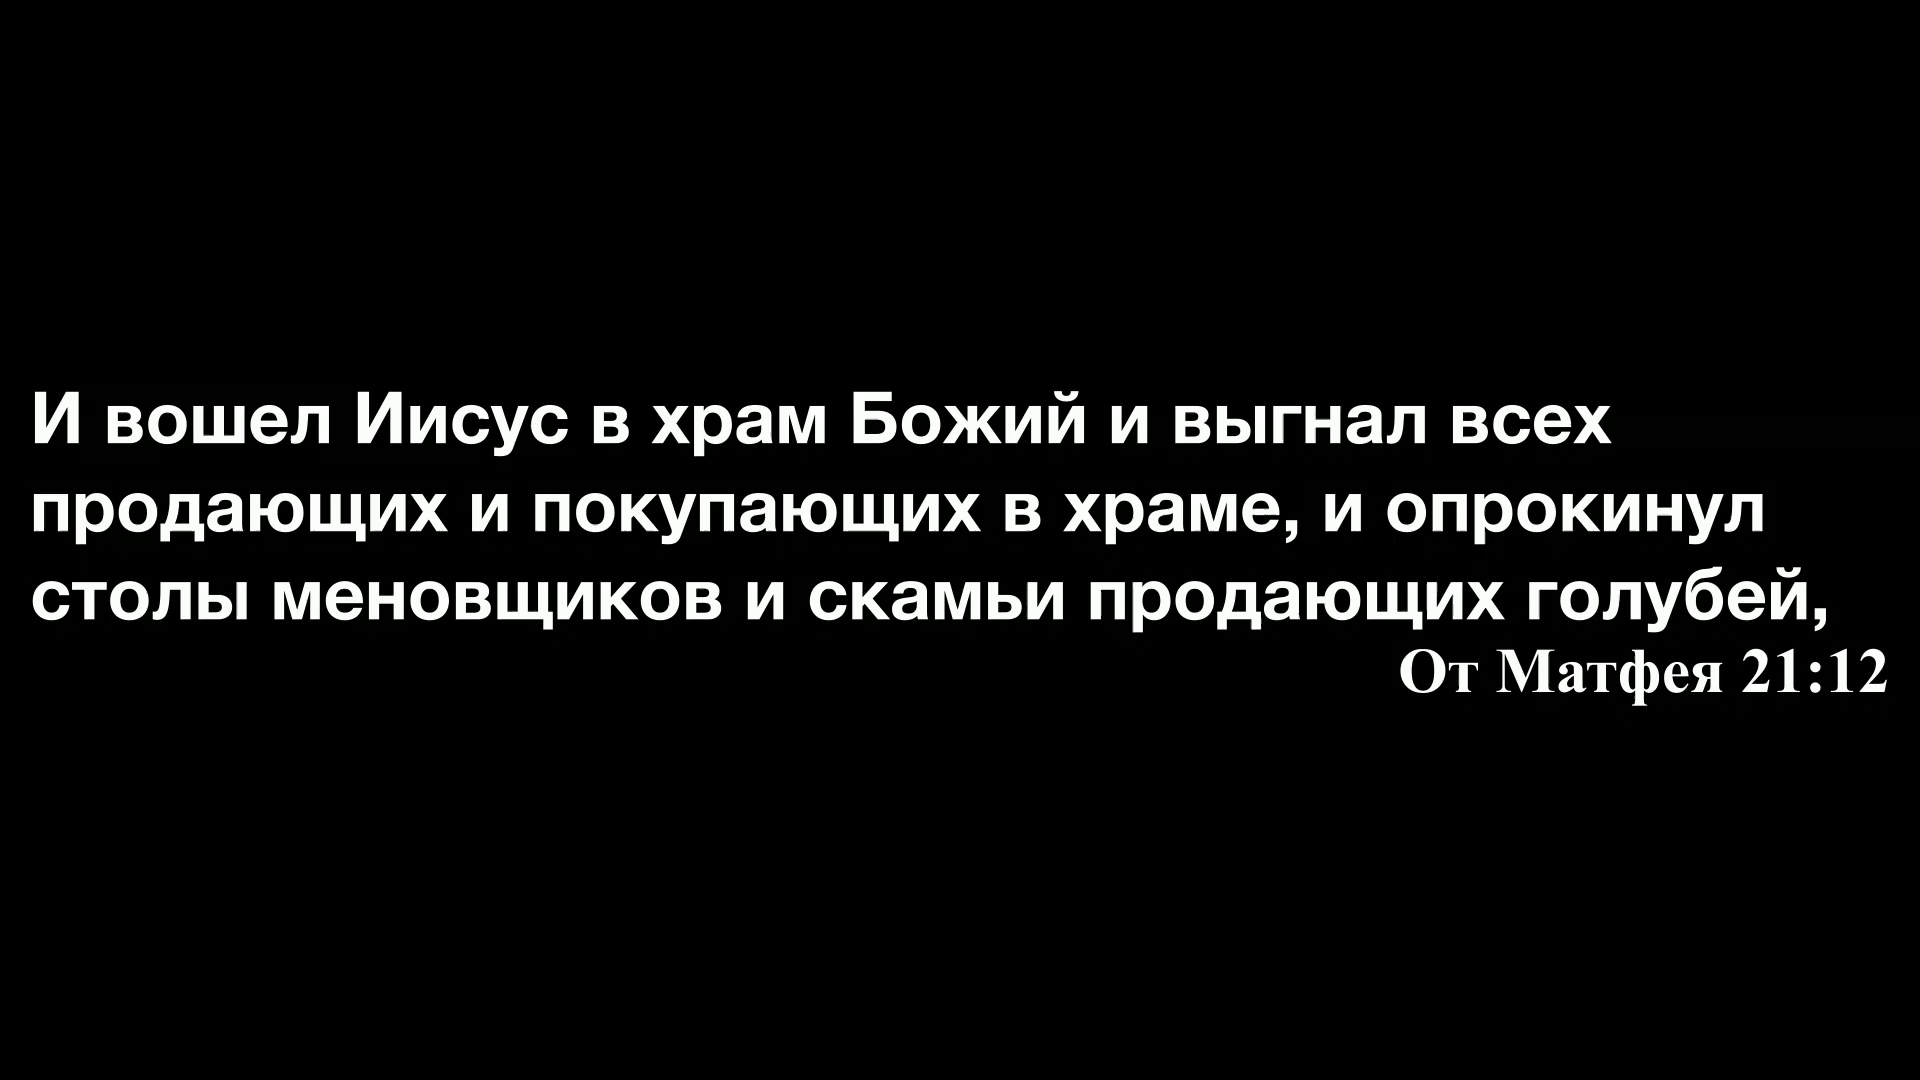 И вошел Иисус в храм Божий и выгнал всех
продающих и покупающих в храме, и опрокинул
столы меновщиков и скамьи продающих голубей,
От Матфея 21:12